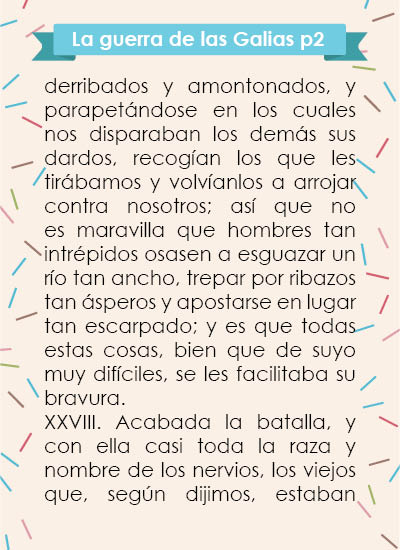 La guerra de las Galias p2
derribados y amontonados, y
parapetándose en los cuales
nos disparaban los demás sus
dardos, recogían los que les
tirábamos y volvíanlos a arrojar
contra nosotros; así que no
es maravilla que hombres tan
intrépidos osasen a esguazar un
río tan ancho, trepar por ribazos
tan ásperos y apostarse en lugar
tan escarpado; y es que todas
estas cosas, bien que de suyo
muy difíciles, se les facilitaba su
bravura.
XXVIII. Acabada la batalla, y
con ella casi toda la raza y
nombre de los nervios, los viejos
que, según dijimos, estaban